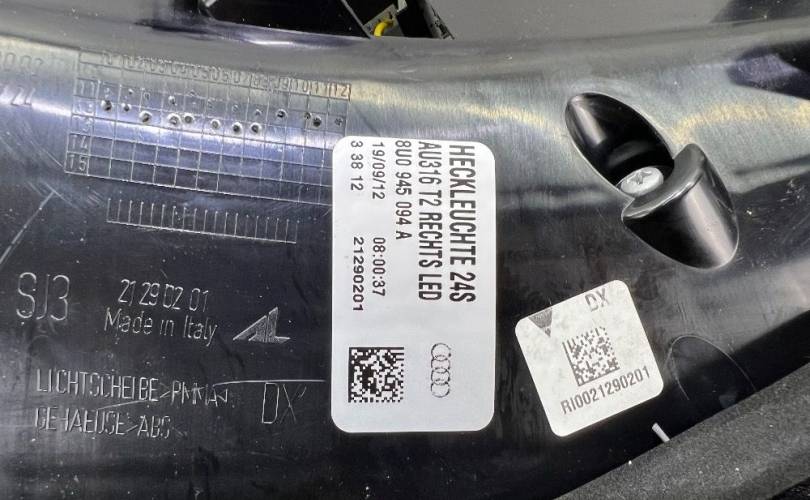 HECKLEUCHTE 24S
AU316 T2 RECHTS LED
8U0 945 094 A
19/09/12 08:00:37
3 38 12 21290201
DX
RI0021290201
SJ3
21 29 02 01
Made in Italy
AL
LICHTSCHEIBE>PMMA<
GEHAEUSE>ABS
DX